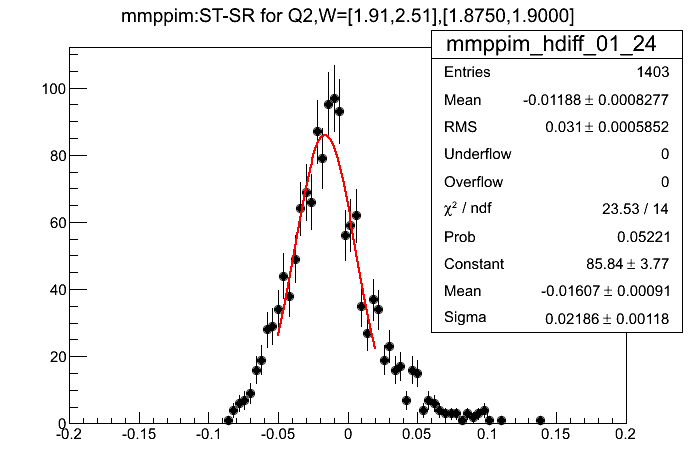 mmppim:ST-SR for Q2,W=[1.91,2.51],[1.8750,1.9000]
mmppim_hdiff_01_24
Entries 1403
Mean -0.01188 ± 0.0008277
RMS 0.031 ± 0.0005852
Underflow 0
Overflow 0
χ² / ndf 23.53 / 14
Prob 0.05221
Constant 85.84 ± 3.77
Mean -0.01607 ± 0.00091
Sigma 0.02186 ± 0.00118
100
80
60
40
20
0
-0.2 -0.15 -0.1 -0.05 0 0.05 0.1 0.15 0.2